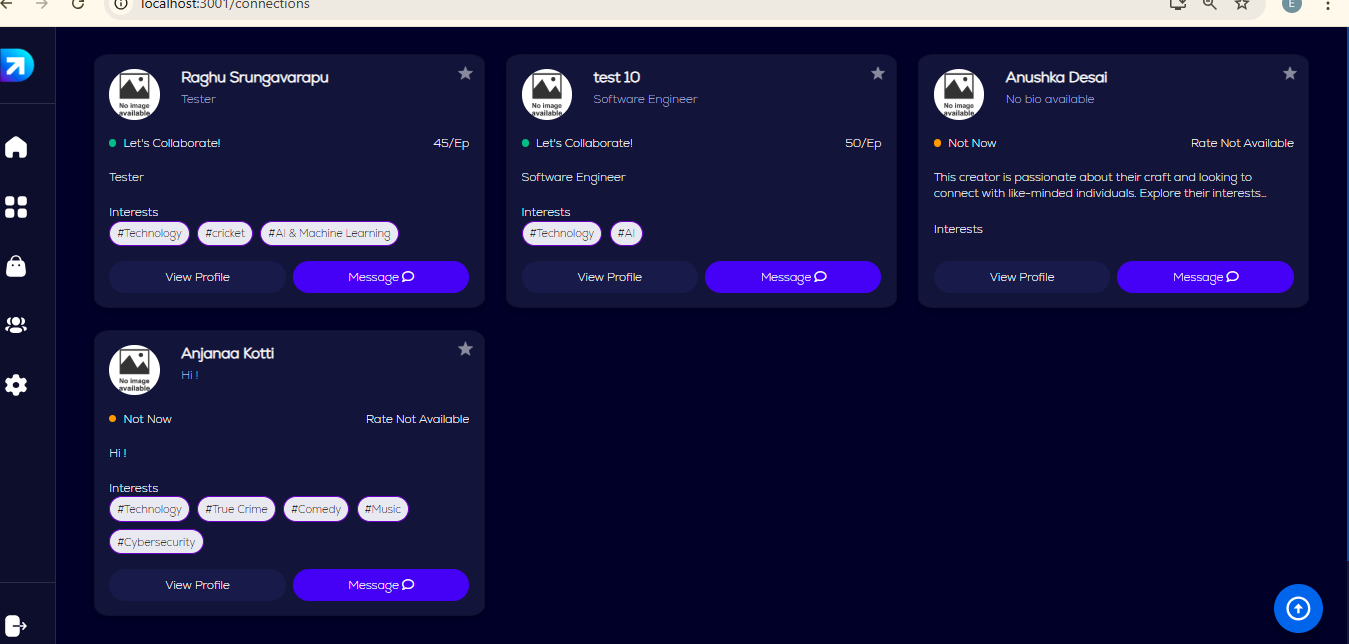 localhost:3001/connections
E
No image
available
Raghu Srungavarapu
Tester
Let's Collaborate!
45/Ep
Tester
Interests
#Technology #cricket #AI & Machine Learning
View Profile
Message
No image
available
test 10
Software Engineer
Let's Collaborate!
50/Ep
Software Engineer
Interests
#Technology #AI
View Profile
Message
No image
available
Anushka Desai
No bio available
Not Now
Rate Not Available
This creator is passionate about their craft and looking to
connect with like-minded individuals. Explore their interests...
Interests
View Profile
Message
No image
available
Anjanaa Kotti
Hi !
Not Now
Rate Not Available
Hi !
Interests
#Technology #True Crime #Comedy #Music
#Cybersecurity
View Profile
Message